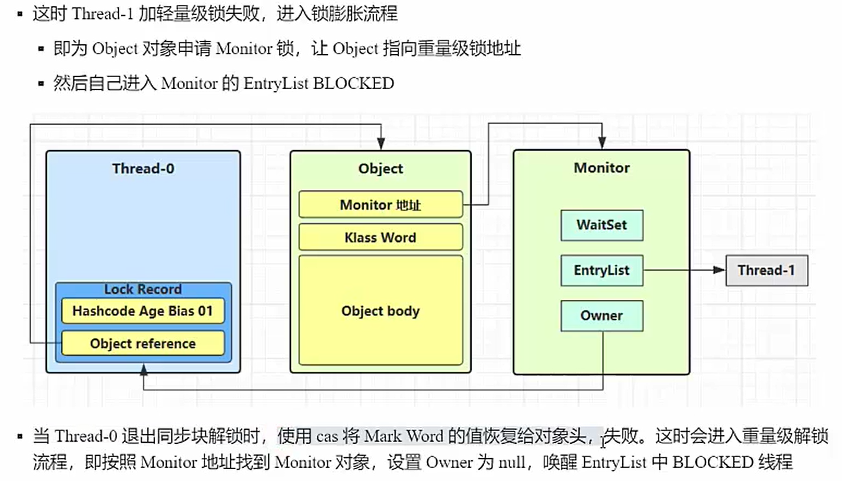 这时 Thread-1 加轻量级锁失败，进入锁膨胀流程
即为 Object 对象申请 Monitor 锁，让 Object 指向重量级锁地址
然后自己进入 Monitor 的 EntryList BLOCKED
Thread-0
Lock Record
Hashcode Age Bias 01
Object reference
Object
Monitor 地址
Klass Word
Object body
Monitor
WaitSet
EntryList
Owner
Thread-1
当 Thread-0 退出同步块解锁时，使用 cas 将 Mark Word 的值恢复给对象头，失败。这时会进入重量级解锁
流程，即按照 Monitor 地址找到 Monitor 对象，设置 Owner 为 null，唤醒 EntryList 中 BLOCKED 线程